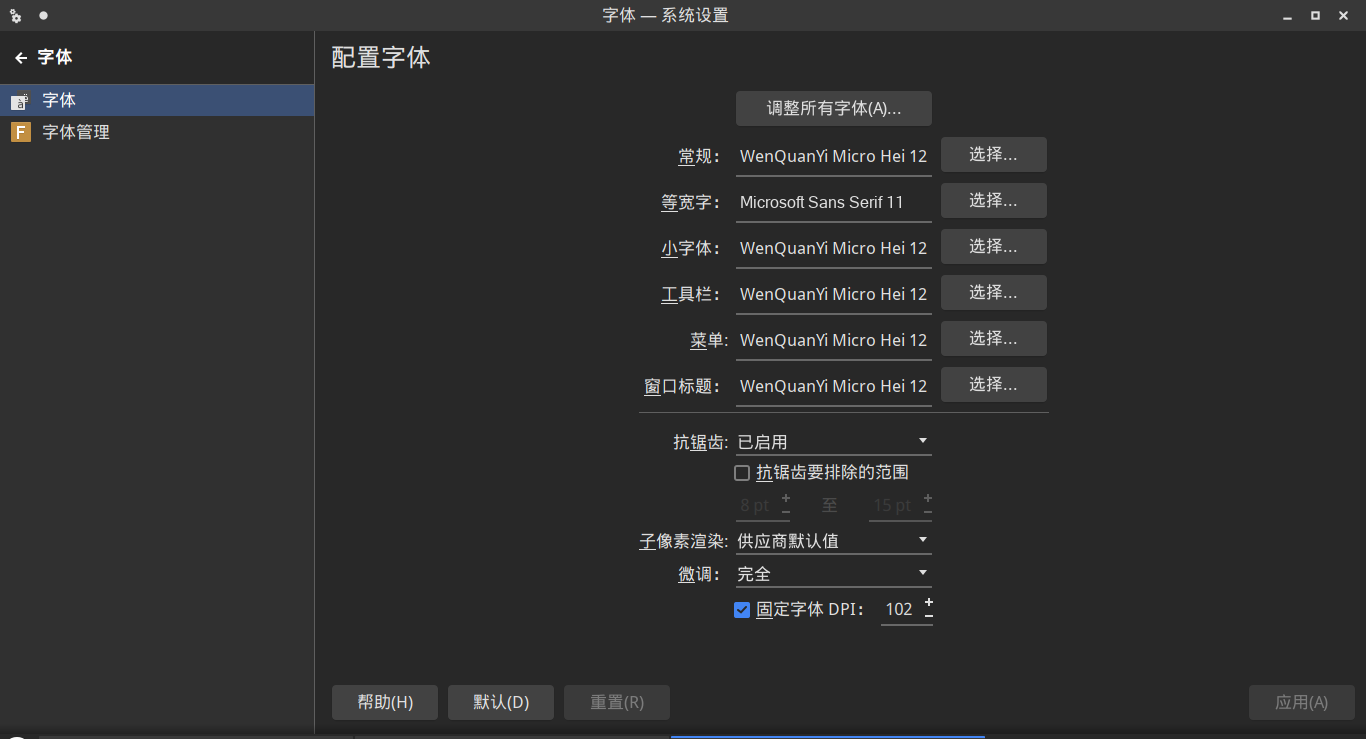 字体 — 系统设置
字体
字体
字体管理
配置字体
调整所有字体(A)...
常规： WenQuanYi Micro Hei 12 选择...
等宽字： Microsoft Sans Serif 11 选择...
小字体： WenQuanYi Micro Hei 12 选择...
工具栏： WenQuanYi Micro Hei 12 选择...
菜单: WenQuanYi Micro Hei 12 选择...
窗口标题： WenQuanYi Micro Hei 12 选择...
抗锯齿: 已启用
抗锯齿要排除的范围
8 pt 至 15 pt
子像素渲染: 供应商默认值
微调： 完全
固定字体 DPI： 102
帮助(H) 默认(D) 重置(R) 应用(A)